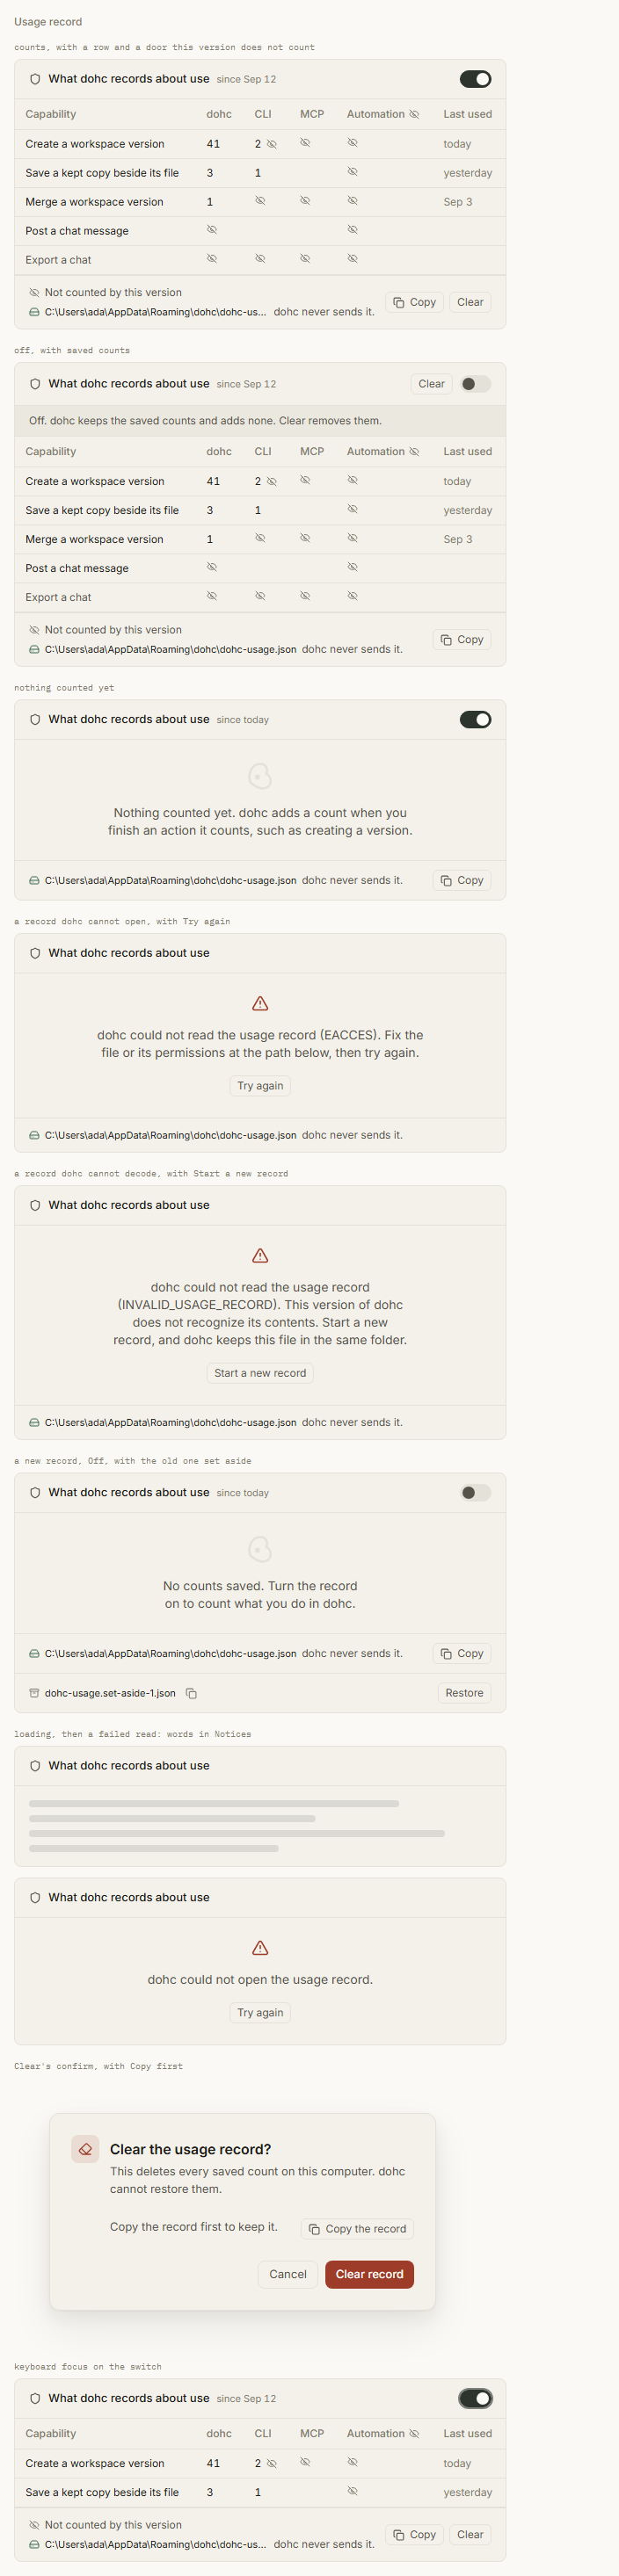 Usage record
counts, with a row and a door this version does not count
What dohc records about use since Sep 12
Capability dohc CLI MCP Automation Last used
Create a workspace version 41 2 today
Save a kept copy beside its file 3 1 yesterday
Merge a workspace version 1 Sep 3
Post a chat message
Export a chat
Not counted by this version
C:\Users\ada\AppData\Roaming\dohc\dohc-us... dohc never sends it. Copy Clear
off, with saved counts
What dohc records about use since Sep 12 Clear
Off. dohc keeps the saved counts and adds none. Clear removes them.
Capability dohc CLI MCP Automation Last used
Create a workspace version 41 2 today
Save a kept copy beside its file 3 1 yesterday
Merge a workspace version 1 Sep 3
Post a chat message
Export a chat
Not counted by this version
C:\Users\ada\AppData\Roaming\dohc\dohc-usage.json dohc never sends it. Copy
nothing counted yet
What dohc records about use since today
Nothing counted yet. dohc adds a count when you
finish an action it counts, such as creating a version.
C:\Users\ada\AppData\Roaming\dohc\dohc-usage.json dohc never sends it. Copy
a record dohc cannot open, with Try again
What dohc records about use
dohc could not read the usage record (EACCES). Fix the
file or its permissions at the path below, then try again.
Try again
C:\Users\ada\AppData\Roaming\dohc\dohc-usage.json dohc never sends it.
a record dohc cannot decode, with Start a new record
What dohc records about use
dohc could not read the usage record
(INVALID_USAGE_RECORD). This version of dohc
does not recognize its contents. Start a new
record, and dohc keeps this file in the same folder.
Start a new record
C:\Users\ada\AppData\Roaming\dohc\dohc-usage.json dohc never sends it.
a new record, Off, with the old one set aside
What dohc records about use since today
No counts saved. Turn the record
on to count what you do in dohc.
C:\Users\ada\AppData\Roaming\dohc\dohc-usage.json dohc never sends it. Copy
dohc-usage.set-aside-1.json Restore
loading, then a failed read: words in Notices
What dohc records about use
What dohc records about use
dohc could not open the usage record.
Try again
Clear's confirm, with Copy first
Clear the usage record?
This deletes every saved count on this computer. dohc
cannot restore them.
Copy the record first to keep it. Copy the record
Cancel Clear record
keyboard focus on the switch
What dohc records about use since Sep 12
Capability dohc CLI MCP Automation Last used
Create a workspace version 41 2 today
Save a kept copy beside its file 3 1 yesterday
Not counted by this version
C:\Users\ada\AppData\Roaming\dohc\dohc-us... dohc never sends it. Copy Clear